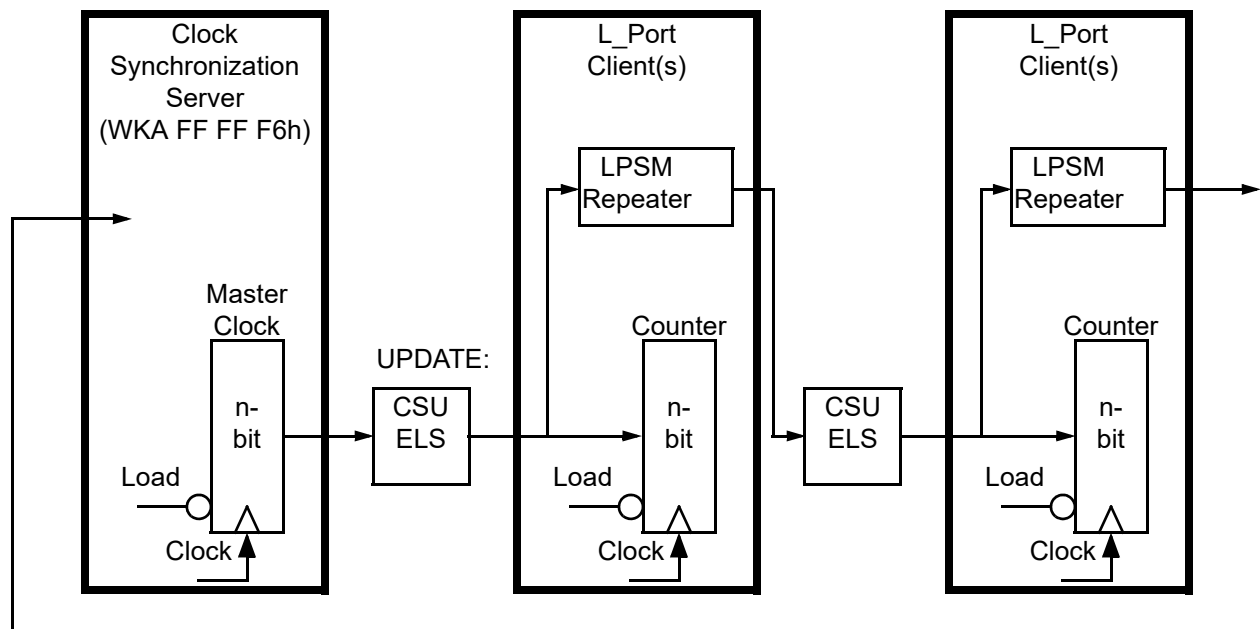 Clock
Synchronization
Server
(WKA FF FF F6h)
Master
Clock
n-
bit
Load
Clock
UPDATE:
CSU
ELS
L_Port
Client(s)
LPSM
Repeater
Counter
n-
bit
Load
Clock
CSU
ELS
L_Port
Client(s)
LPSM
Repeater
Counter
n-
bit
Load
Clock